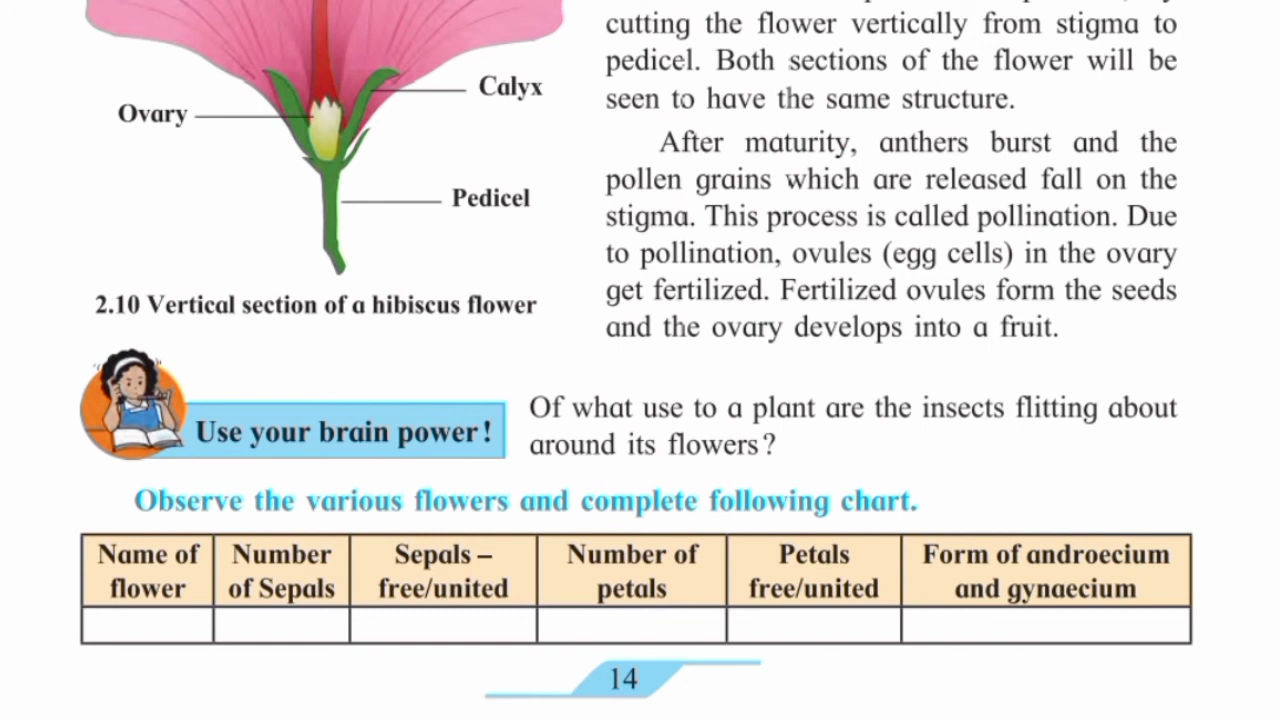 cutting the flower vertically from stigma to
pedicel. Both sections of the flower will be
seen to have the same structure.
After maturity, anthers burst and the
pollen grains which are released fall on the
stigma. This process is called pollination. Due
to pollination, ovules (egg cells) in the ovary
get fertilized. Fertilized ovules form the seeds
and the ovary develops into a fruit.
Calyx
Ovary
Pedicel
2.10 Vertical section of a hibiscus flower
Use your brain power!
Of what use to a plant are the insects flitting about
around its flowers?
Observe the various flowers and complete following chart.
Name of flower
Number of Sepals
Sepals – free/united
Number of petals
Petals free/united
Form of androecium and gynaecium
14